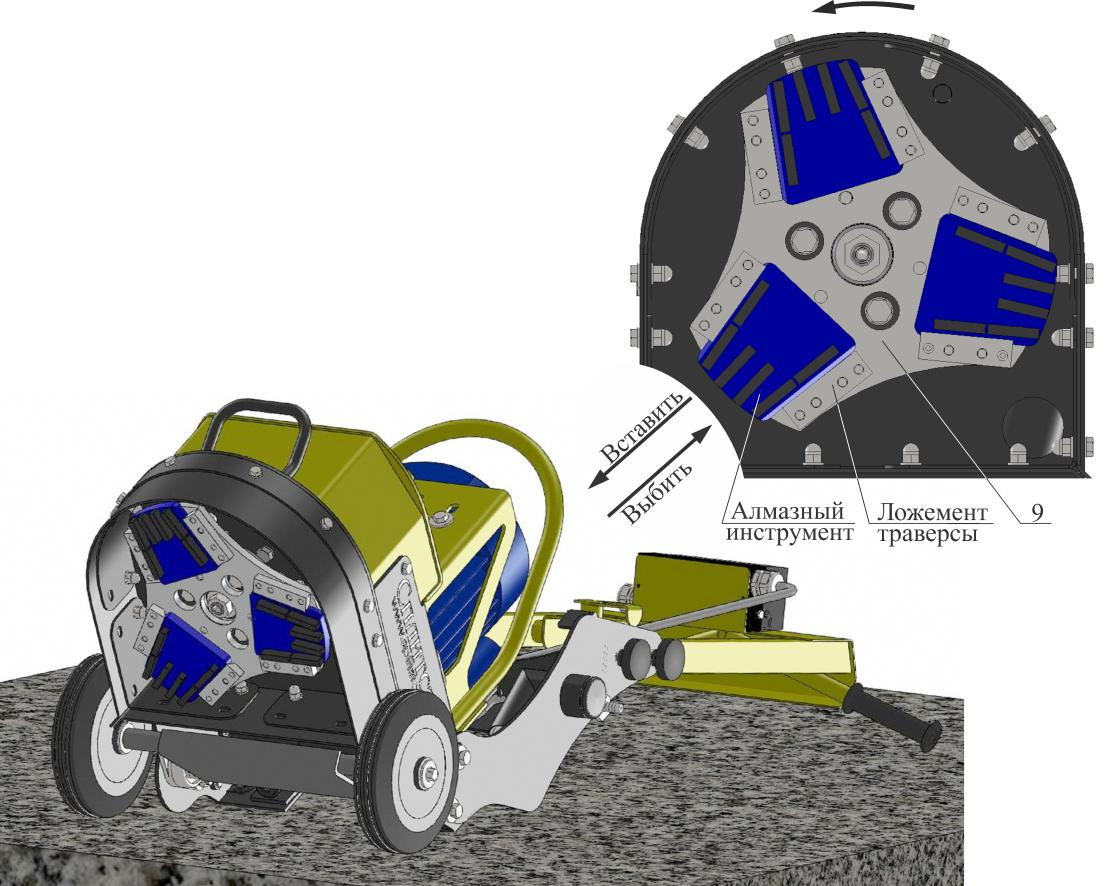 Вставить
Выбить
Алмазный
инструмент
Ложемент
траверсы
9